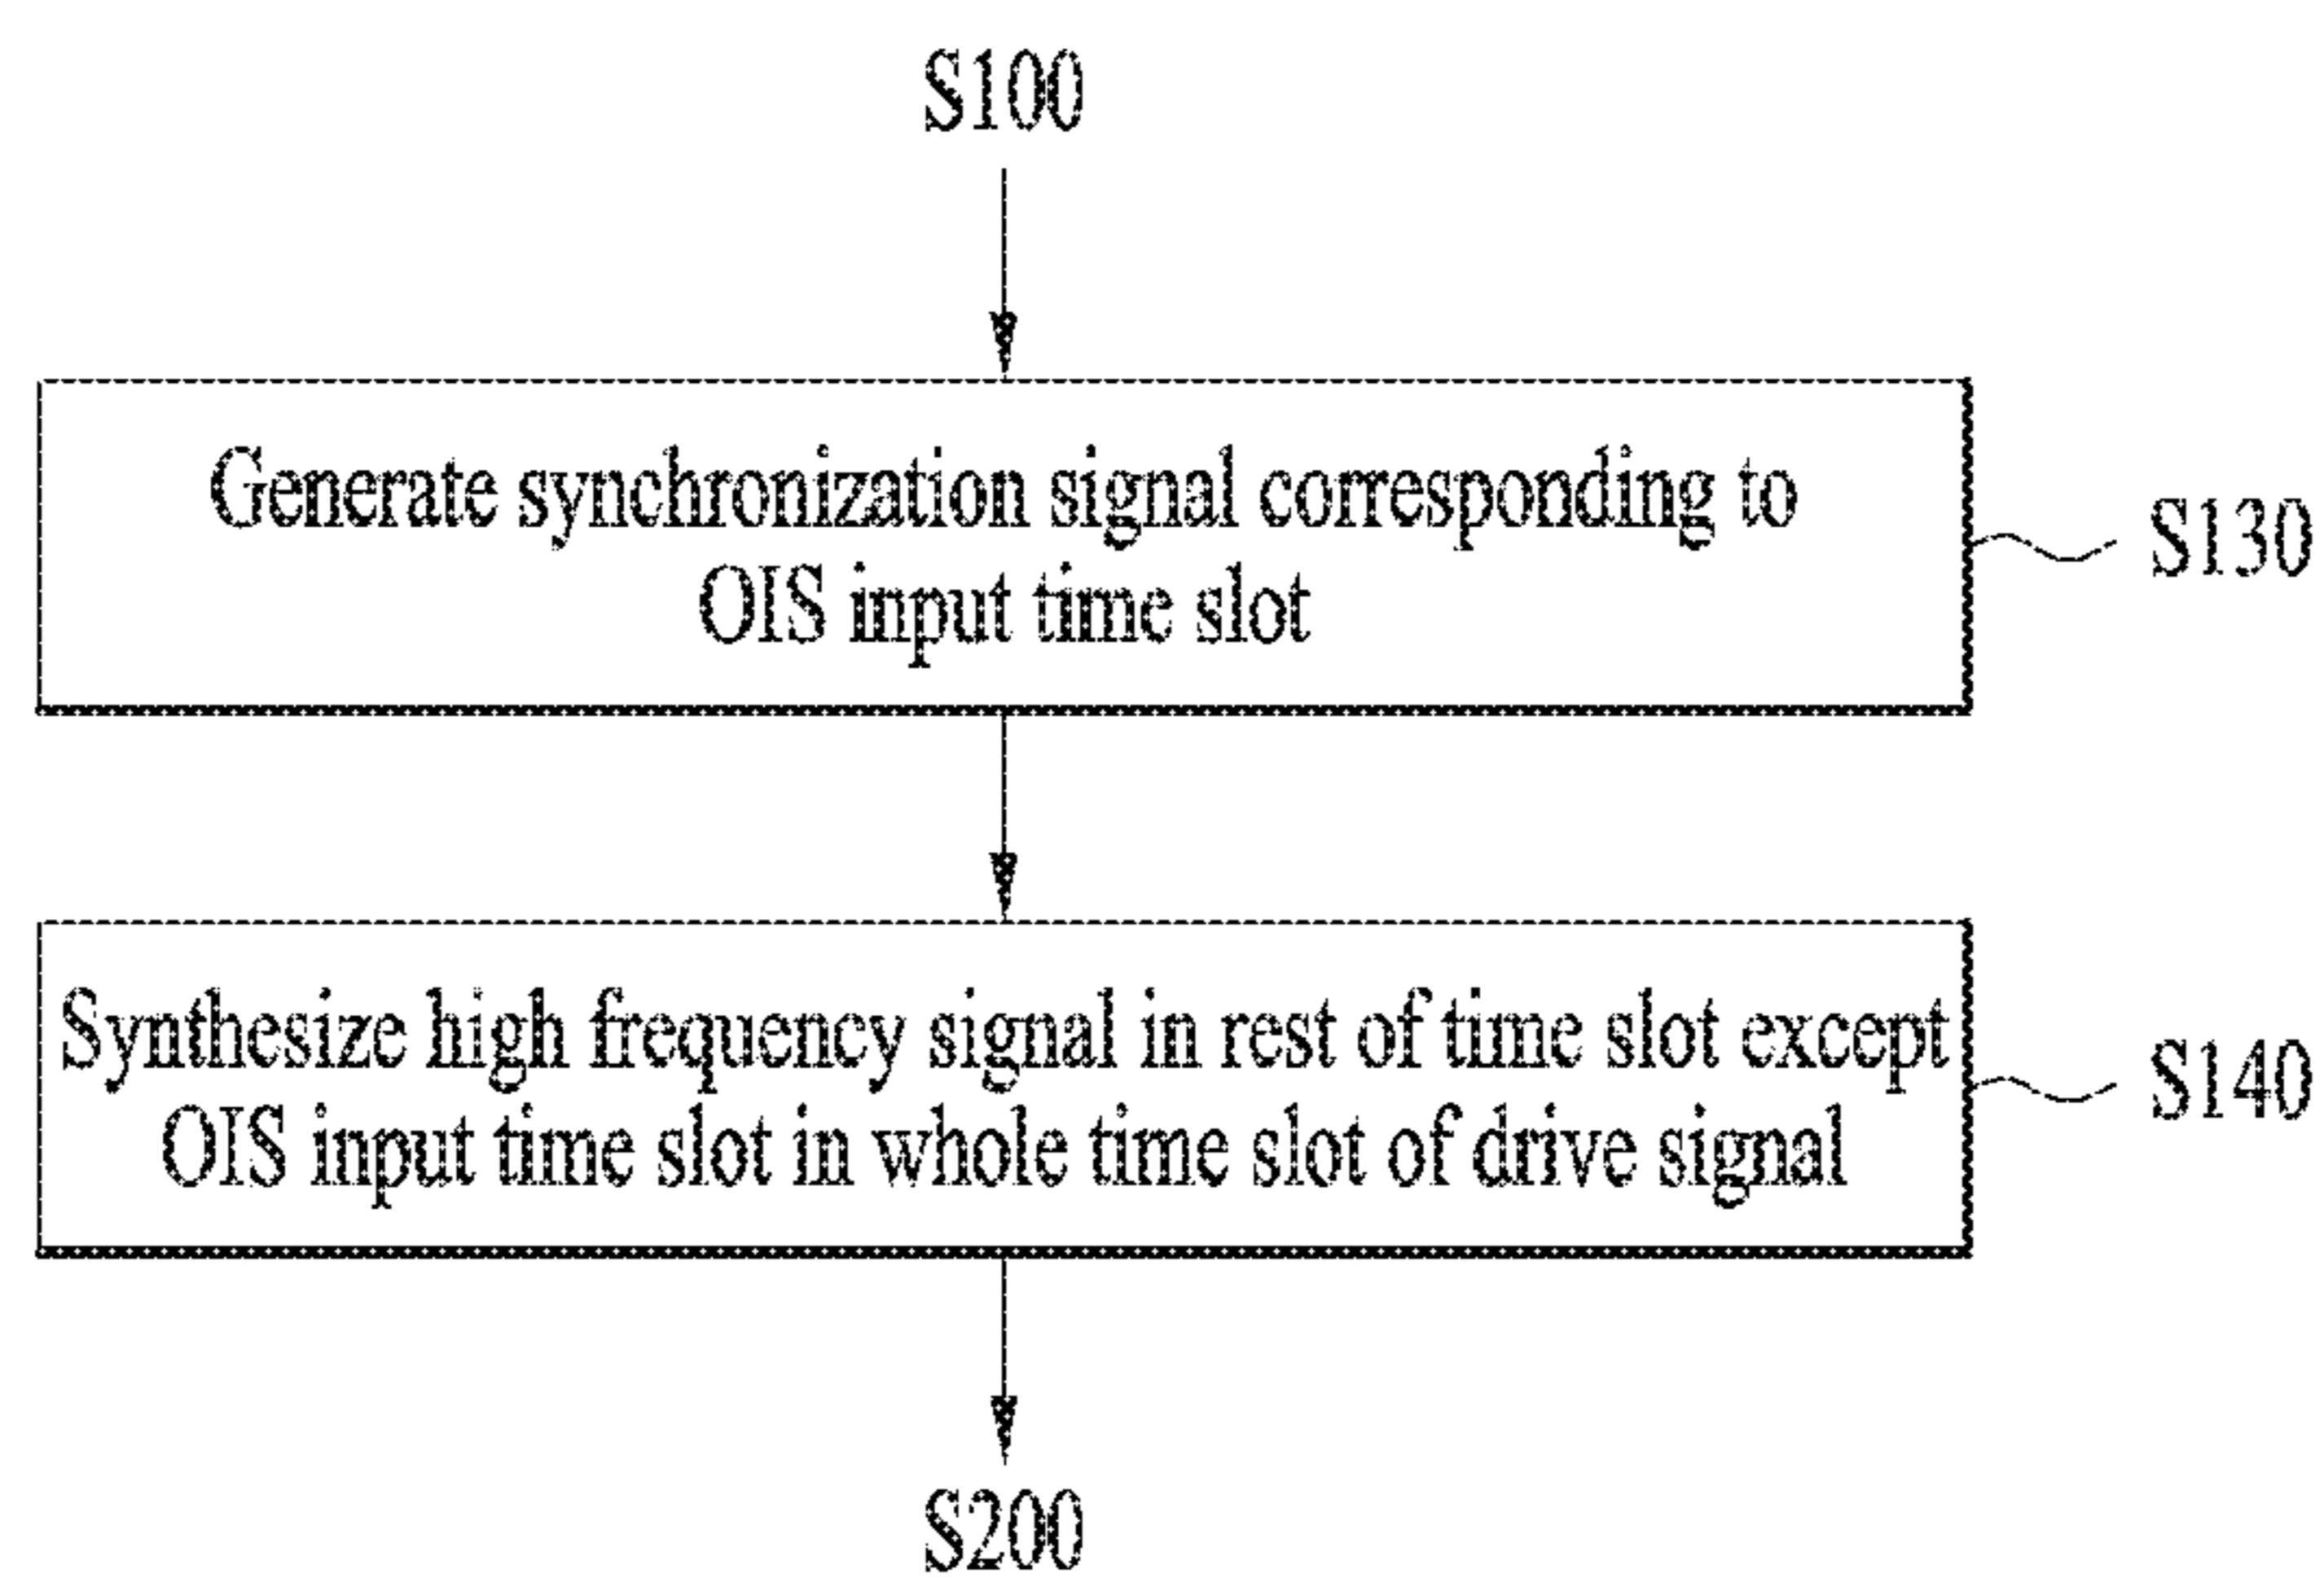 S100
Generate synchronization signal corresponding to
OIS input time slot
S130
Synthesize high frequency signal in rest of time slot except
OIS input time slot in whole time slot of drive signal
S140
S200